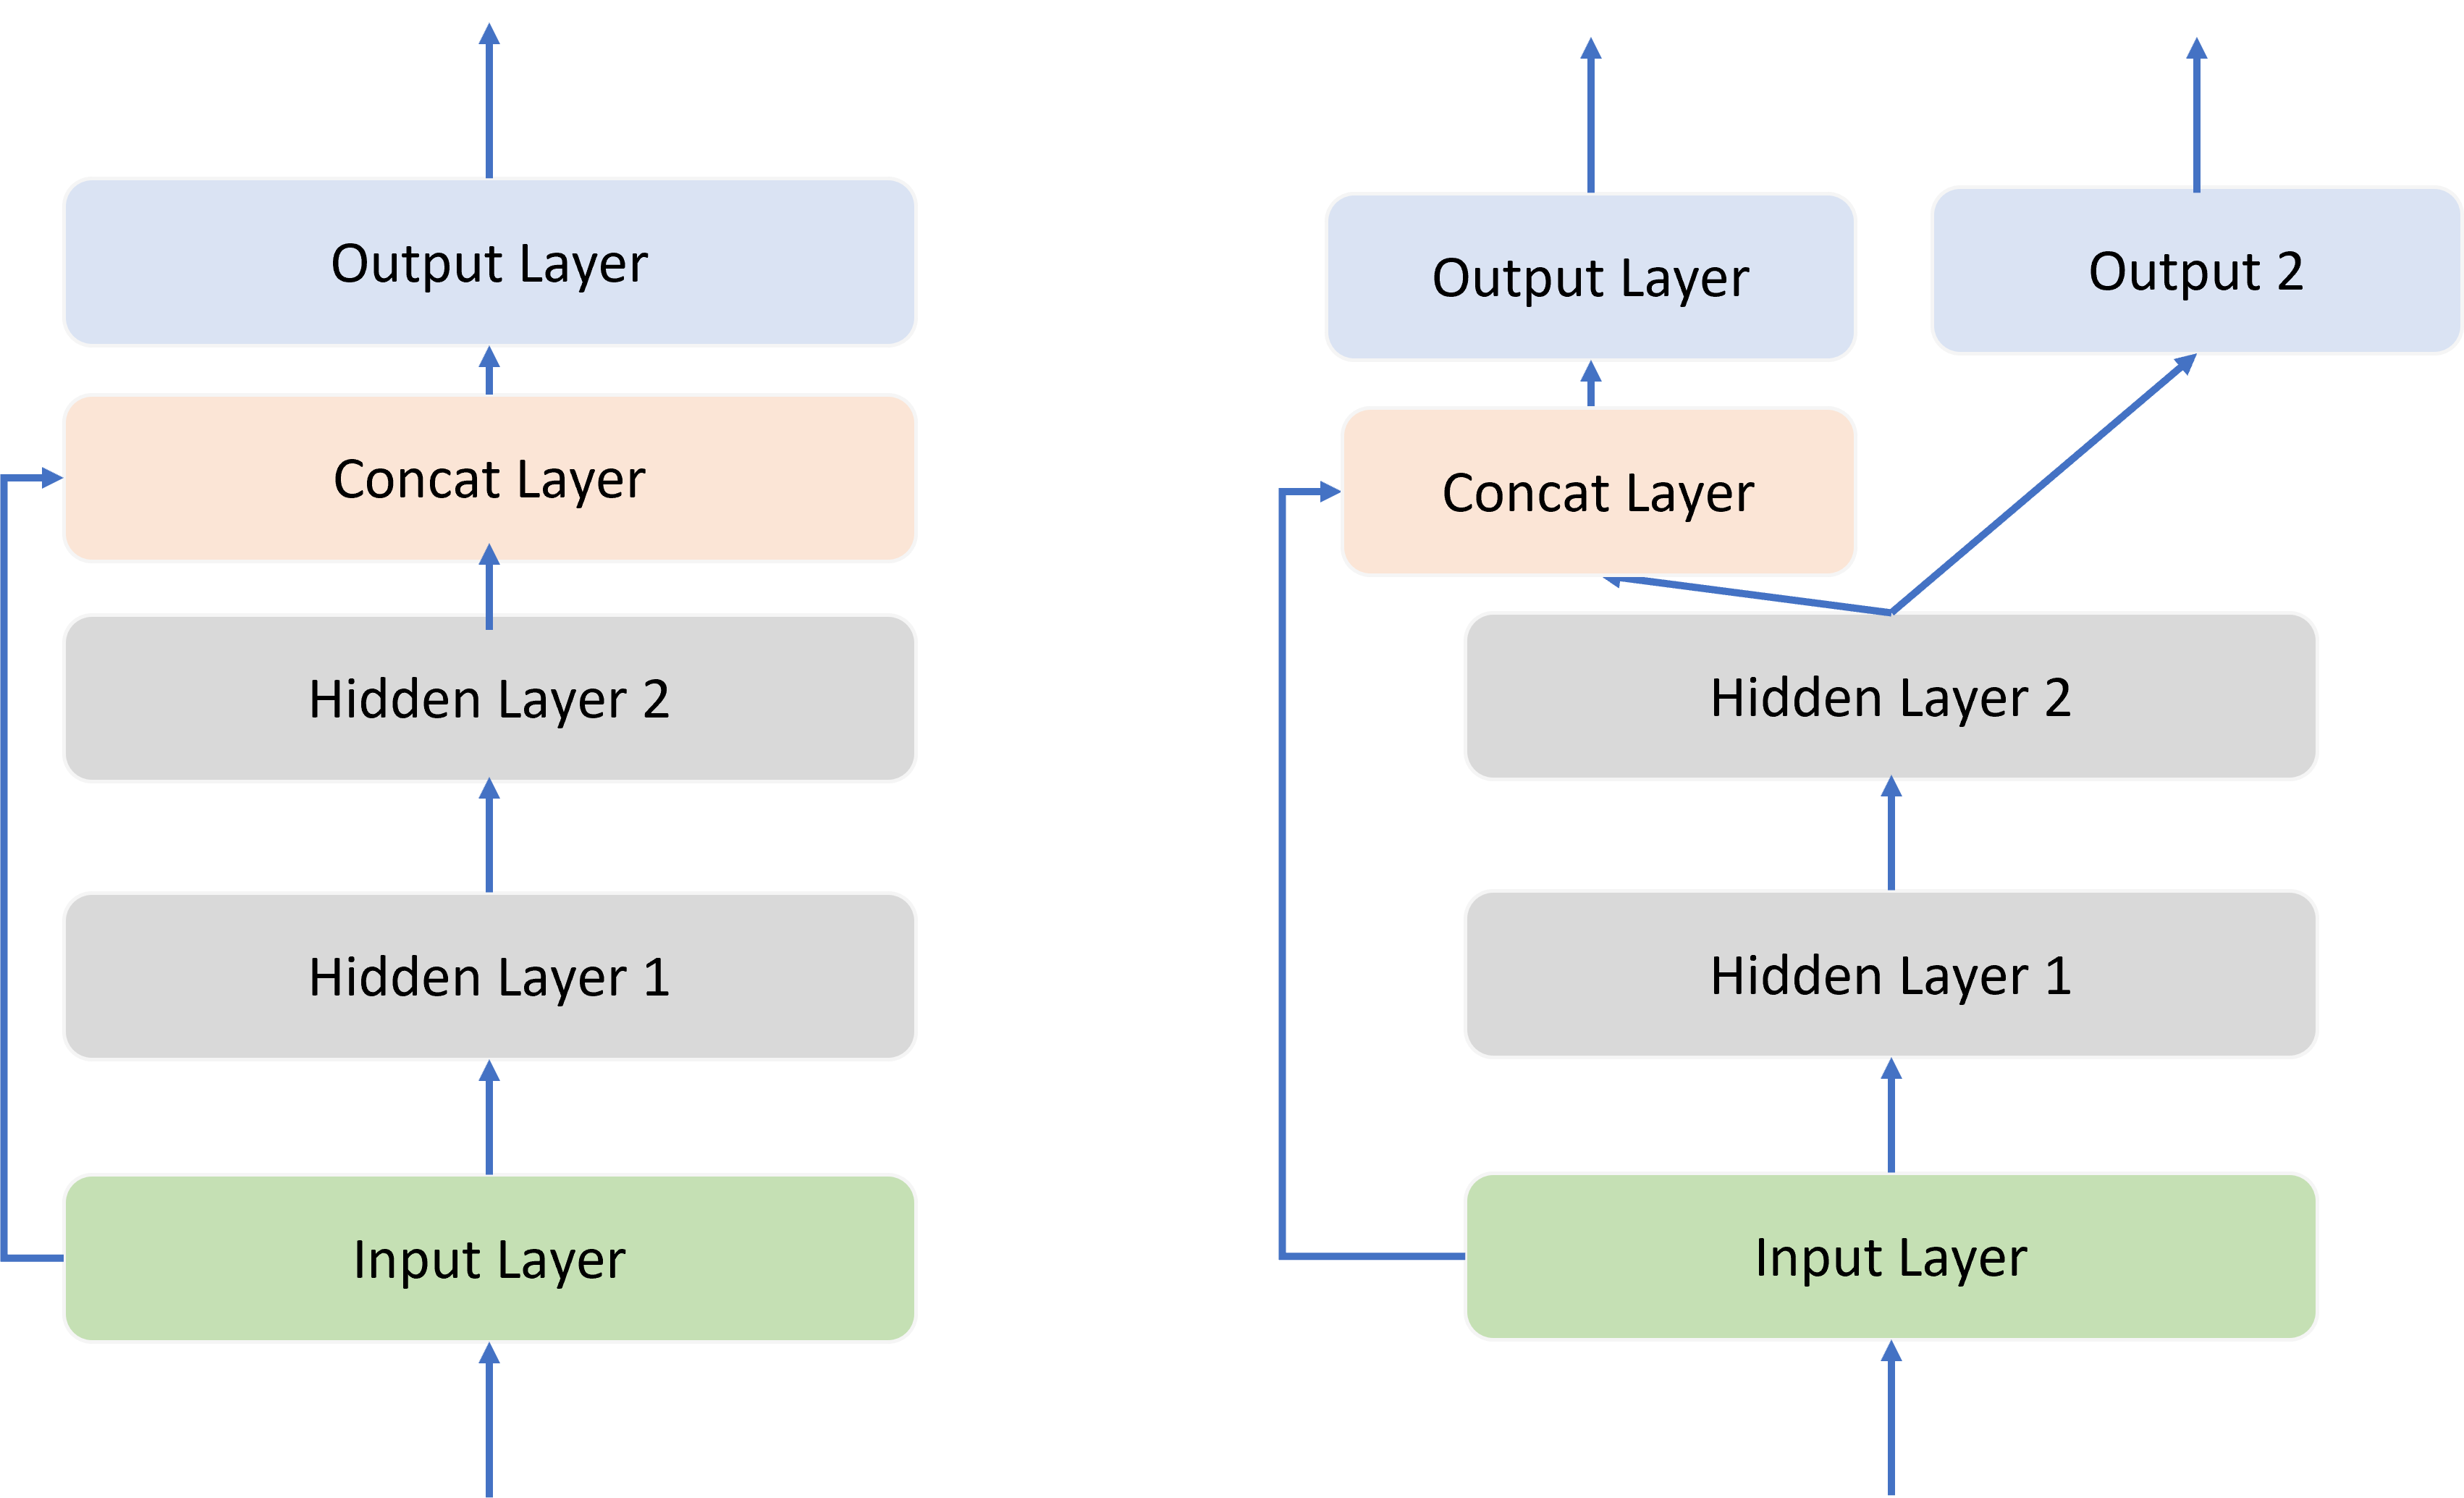 Output Layer
Concat Layer
Hidden Layer 2
Hidden Layer 1
Input Layer
Output Layer
Output 2
Concat Layer
Hidden Layer 2
Hidden Layer 1
Input Layer